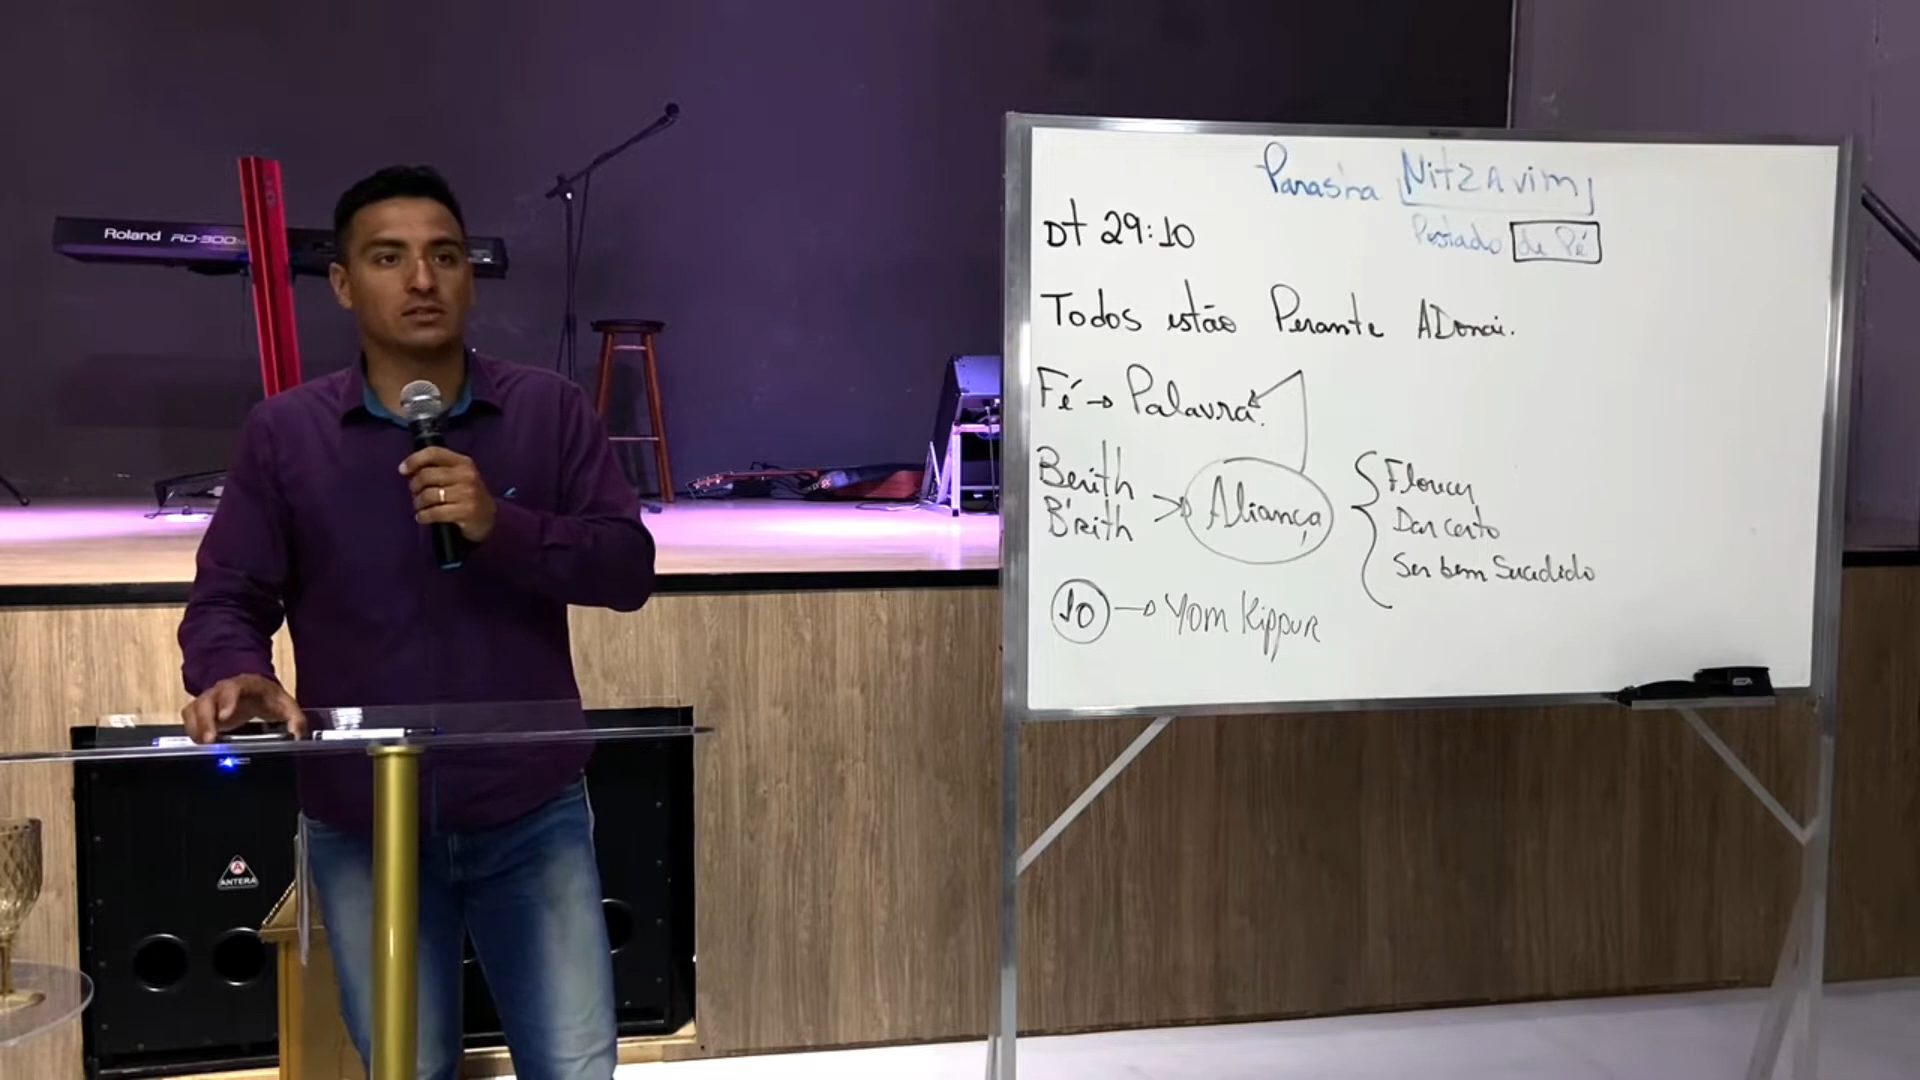 Roland RD-300
Parasha Nitzavim
Postado de Pé
Dt 29:10
Todos estão Perante ADonai.
Fé → Palavra.
Berith
B'rith
Aliança
Florecer
Dar certo
Ser bem Sucedido
10 → Yom Kippur
ANTERA